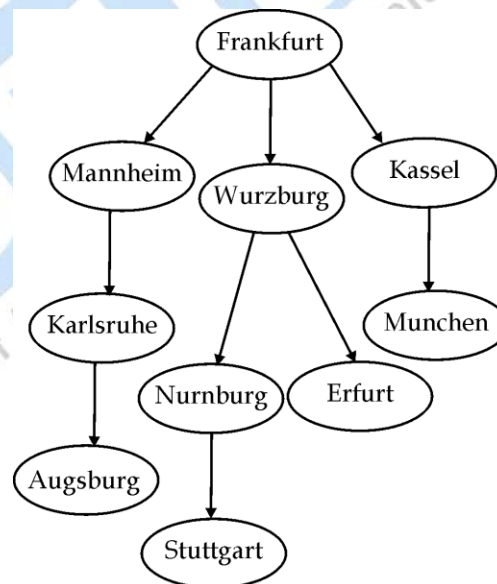 Frankfurt
Mannheim
Wurzburg
Kassel
Karlsruhe
Munchen
Nurnburg
Erfurt
Augsburg
Stuttgart